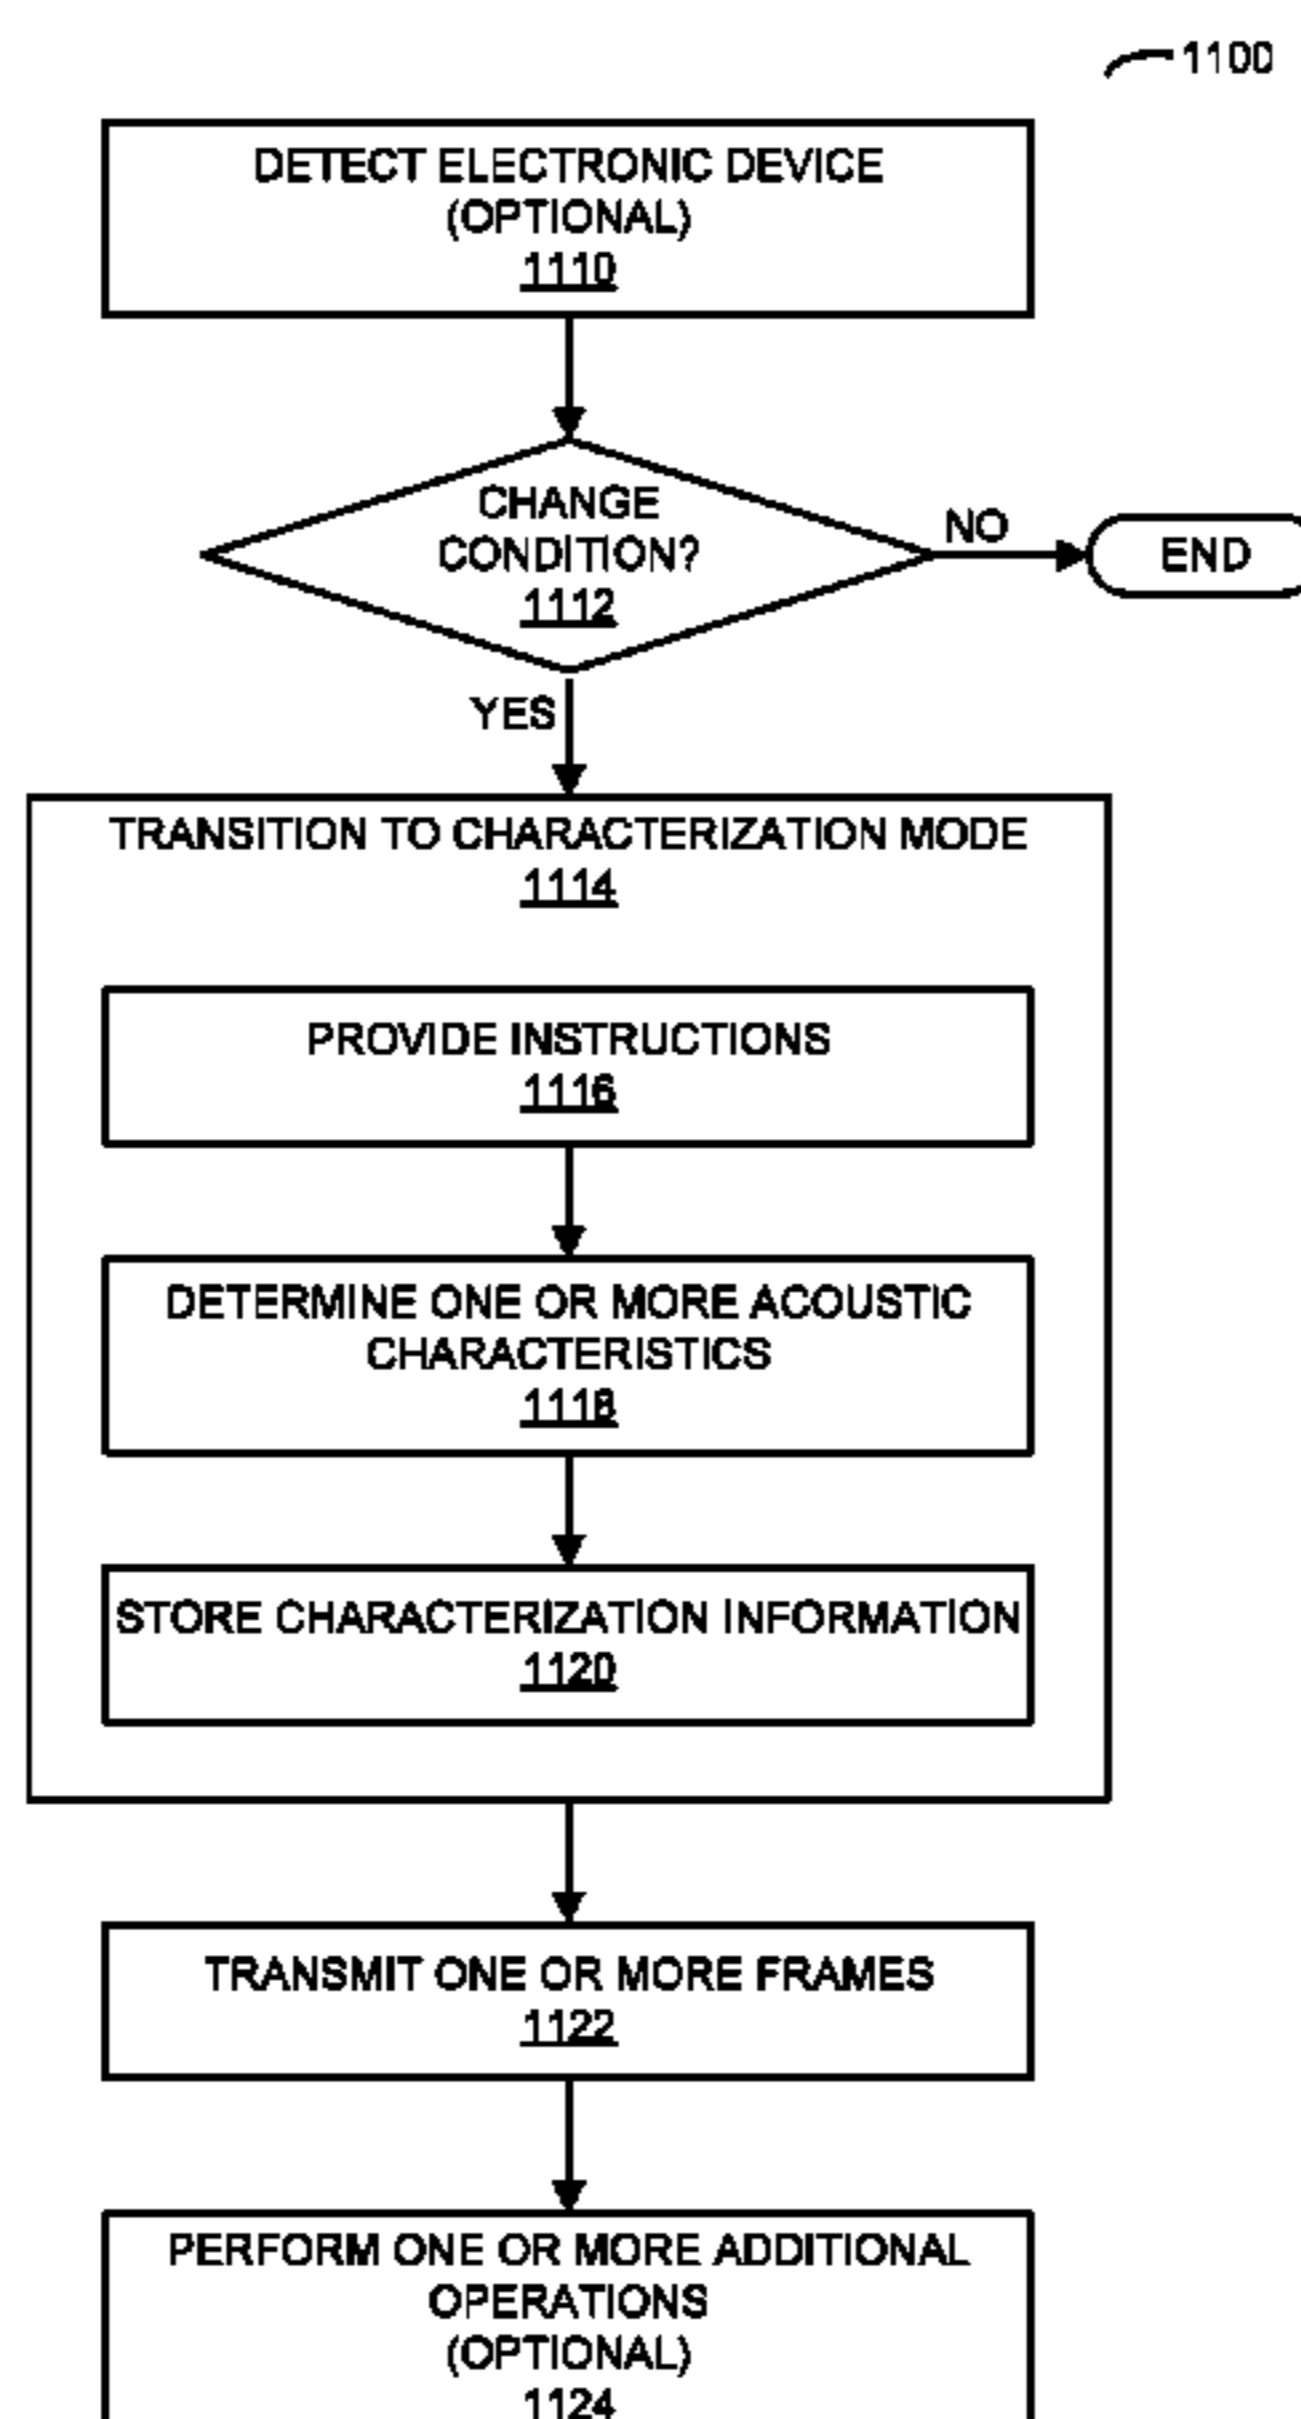 1100
DETECT ELECTRONIC DEVICE
(OPTIONAL)
1110
CHANGE
CONDITION?
1112
NO
END
YES
TRANSITION TO CHARACTERIZATION MODE
1114
PROVIDE INSTRUCTIONS
1116
DETERMINE ONE OR MORE ACOUSTIC
CHARACTERISTICS
1118
STORE CHARACTERIZATION INFORMATION
1120
TRANSMIT ONE OR MORE FRAMES
1122
PERFORM ONE OR MORE ADDITIONAL
OPERATIONS
(OPTIONAL)
1124